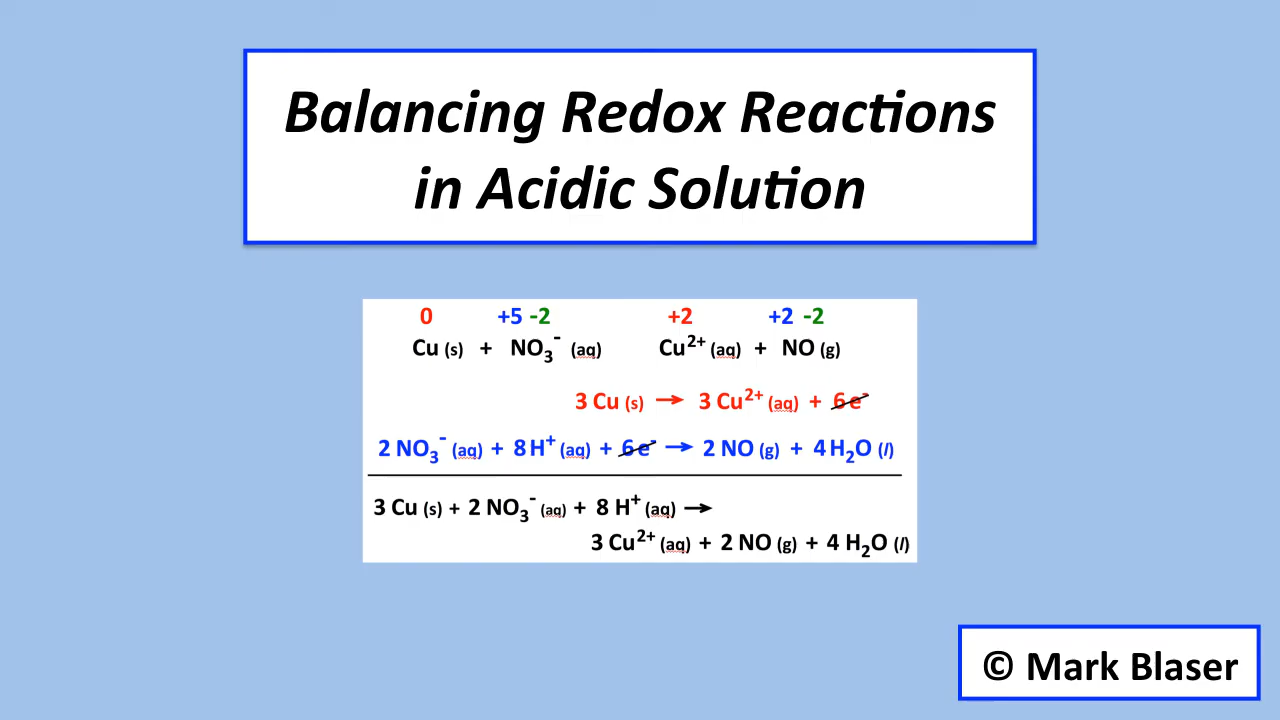 Balancing Redox Reactions
in Acidic Solution
0 +5 -2 +2 +2 -2
Cu (s) + NO₃⁻ (aq) Cu²⁺ (aq) + NO (g)
3 Cu (s) → 3 Cu²⁺ (aq) + 6 e⁻
2 NO₃⁻ (aq) + 8 H⁺ (aq) + 6 e⁻ → 2 NO (g) + 4 H₂O (l)
3 Cu (s) + 2 NO₃⁻ (aq) + 8 H⁺ (aq) →
3 Cu²⁺ (aq) + 2 NO (g) + 4 H₂O (l)
© Mark Blaser